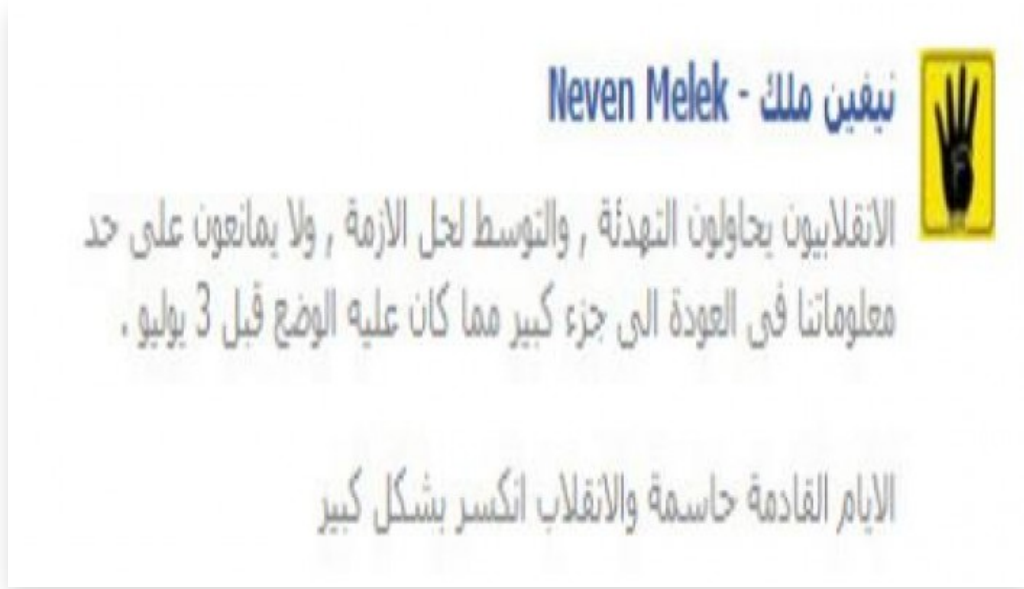 نيفين ملك - Neven Melek
الانقلابيون يحاولون التهدئة , والتوسط لحل الازمة , ولا يمانعون على حد
معلوماتنا فى العودة الى جزء كبير مما كان عليه الوضع قبل 3 يوليو .
الايام القادمة حاسمة والانقلاب انكسر بشكل كبير